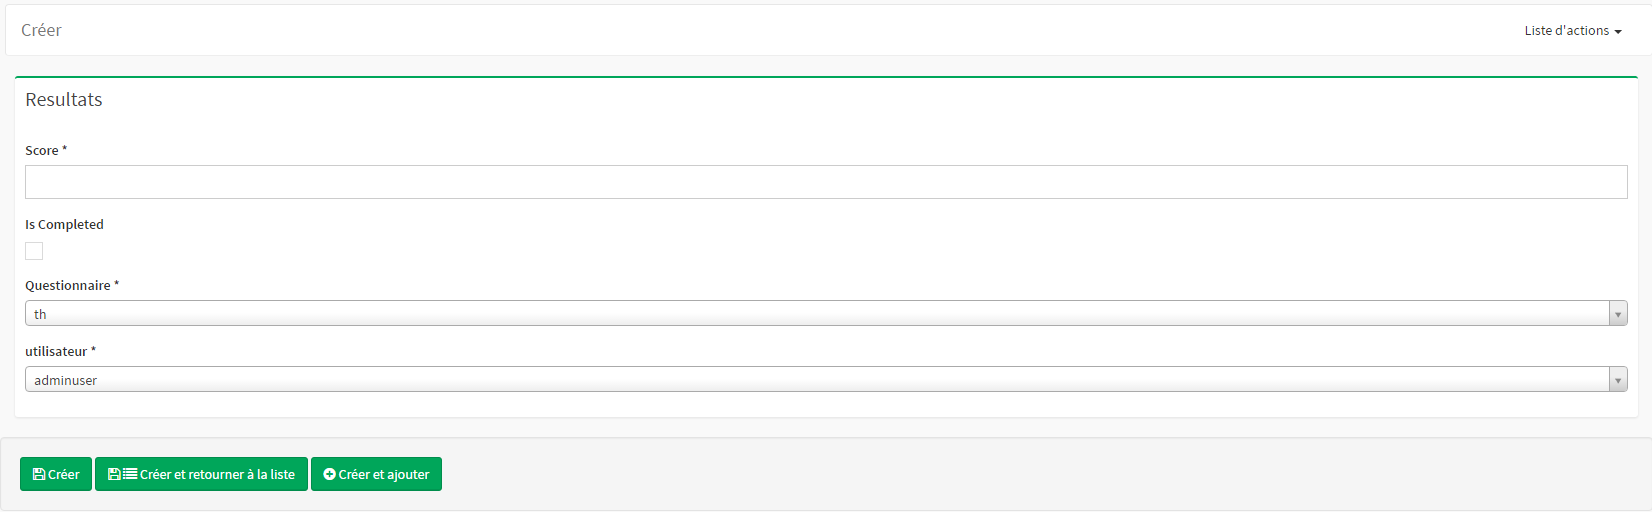 Créer
Liste d'actions
Resultats
Score *
Is Completed
Questionnaire *
th
utilisateur *
adminuser
Créer
Créer et retourner à la liste
Créer et ajouter